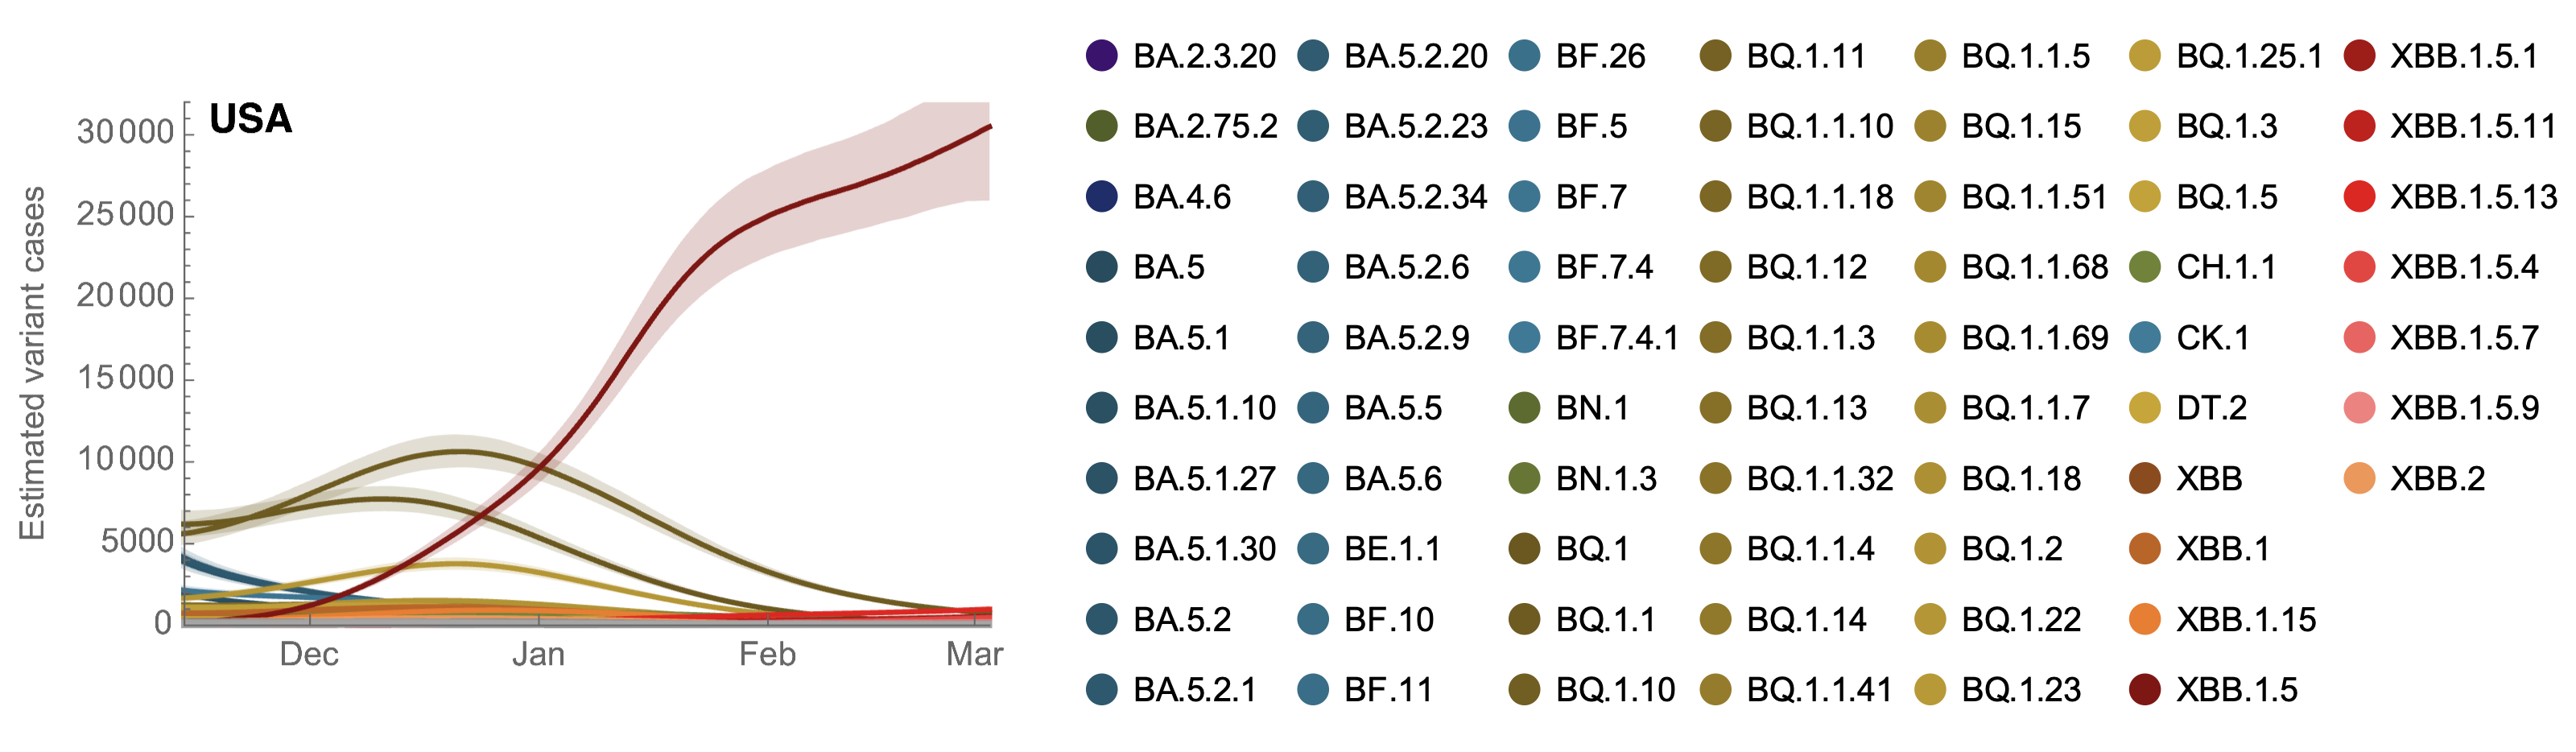 USA
Estimated variant cases
30000
25000
20000
15000
10000
5000
0
Dec Jan Feb Mar
BA.2.3.20
BA.2.75.2
BA.4.6
BA.5
BA.5.1
BA.5.1.10
BA.5.1.27
BA.5.1.30
BA.5.2
BA.5.2.1
BA.5.2.20
BA.5.2.23
BA.5.2.34
BA.5.2.6
BA.5.2.9
BA.5.5
BA.5.6
BE.1.1
BF.10
BF.11
BF.26
BF.5
BF.7
BF.7.4
BF.7.4.1
BN.1
BN.1.3
BQ.1
BQ.1.1
BQ.1.10
BQ.1.11
BQ.1.1.10
BQ.1.1.18
BQ.1.12
BQ.1.1.3
BQ.1.13
BQ.1.1.32
BQ.1.1.4
BQ.1.14
BQ.1.1.41
BQ.1.1.5
BQ.1.15
BQ.1.1.51
BQ.1.1.68
BQ.1.1.69
BQ.1.1.7
BQ.1.18
BQ.1.2
BQ.1.22
BQ.1.23
BQ.1.25.1
BQ.1.3
BQ.1.5
CH.1.1
CK.1
DT.2
XBB
XBB.1
XBB.1.15
XBB.1.5
XBB.1.5.1
XBB.1.5.11
XBB.1.5.13
XBB.1.5.4
XBB.1.5.7
XBB.1.5.9
XBB.2